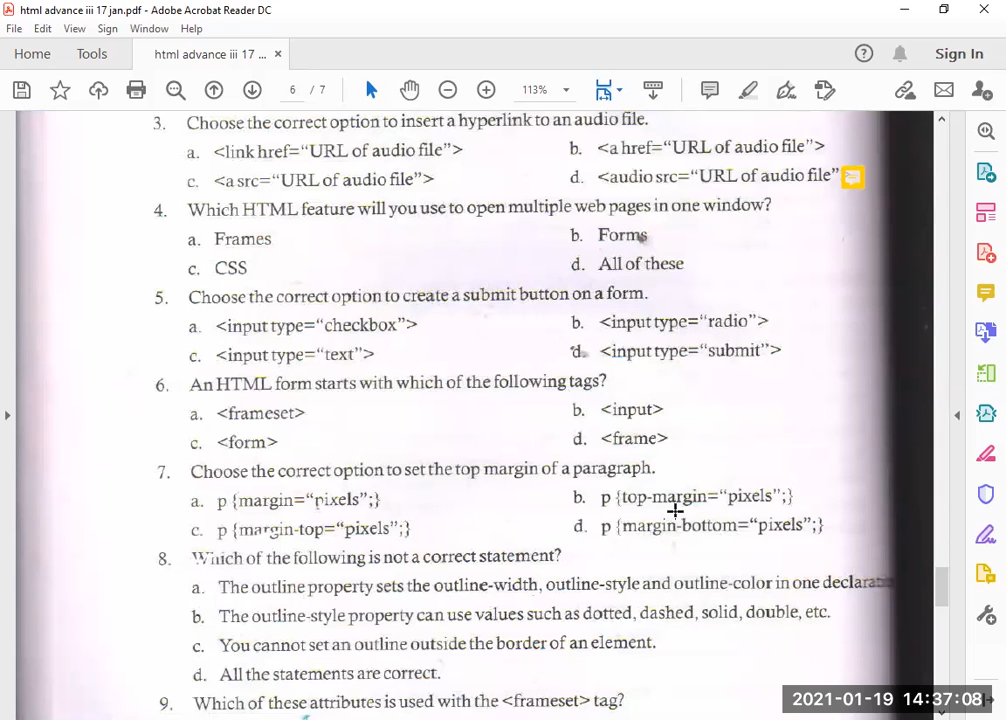 html advance iii 17 jan.pdf - Adobe Acrobat Reader DC
File Edit View Sign Window Help
Home Tools html advance iii 17 ... × Sign In
6 / 7 113%
3. Choose the correct option to insert a hyperlink to an audio file.
a. <link href="URL of audio file"> b. <a href="URL of audio file">
c. <a src="URL of audio file"> d. <audio src="URL of audio file"
4. Which HTML feature will you use to open multiple web pages in one window?
a. Frames b. Forms
c. CSS d. All of these
5. Choose the correct option to create a submit button on a form.
a. <input type="checkbox"> b. <input type="radio">
c. <input type="text"> d. <input type="submit">
6. An HTML form starts with which of the following tags?
a. <frameset> b. <input>
c. <form> d. <frame>
7. Choose the correct option to set the top margin of a paragraph.
a. p {margin="pixels";} b. p {top-margin="pixels";}
c. p {margin-top="pixels";} d. p {margin-bottom="pixels";}
8. Which of the following is not a correct statement?
a. The outline property sets the outline-width, outline-style and outline-color in one
b. The outline-style property can use values such as dotted, dashed, solid, double, etc.
c. You cannot set an outline outside the border of an element.
d. All the statements are correct.
9. Which of these attributes is used with the <frameset> tag?
2021-01-19 14:37:08